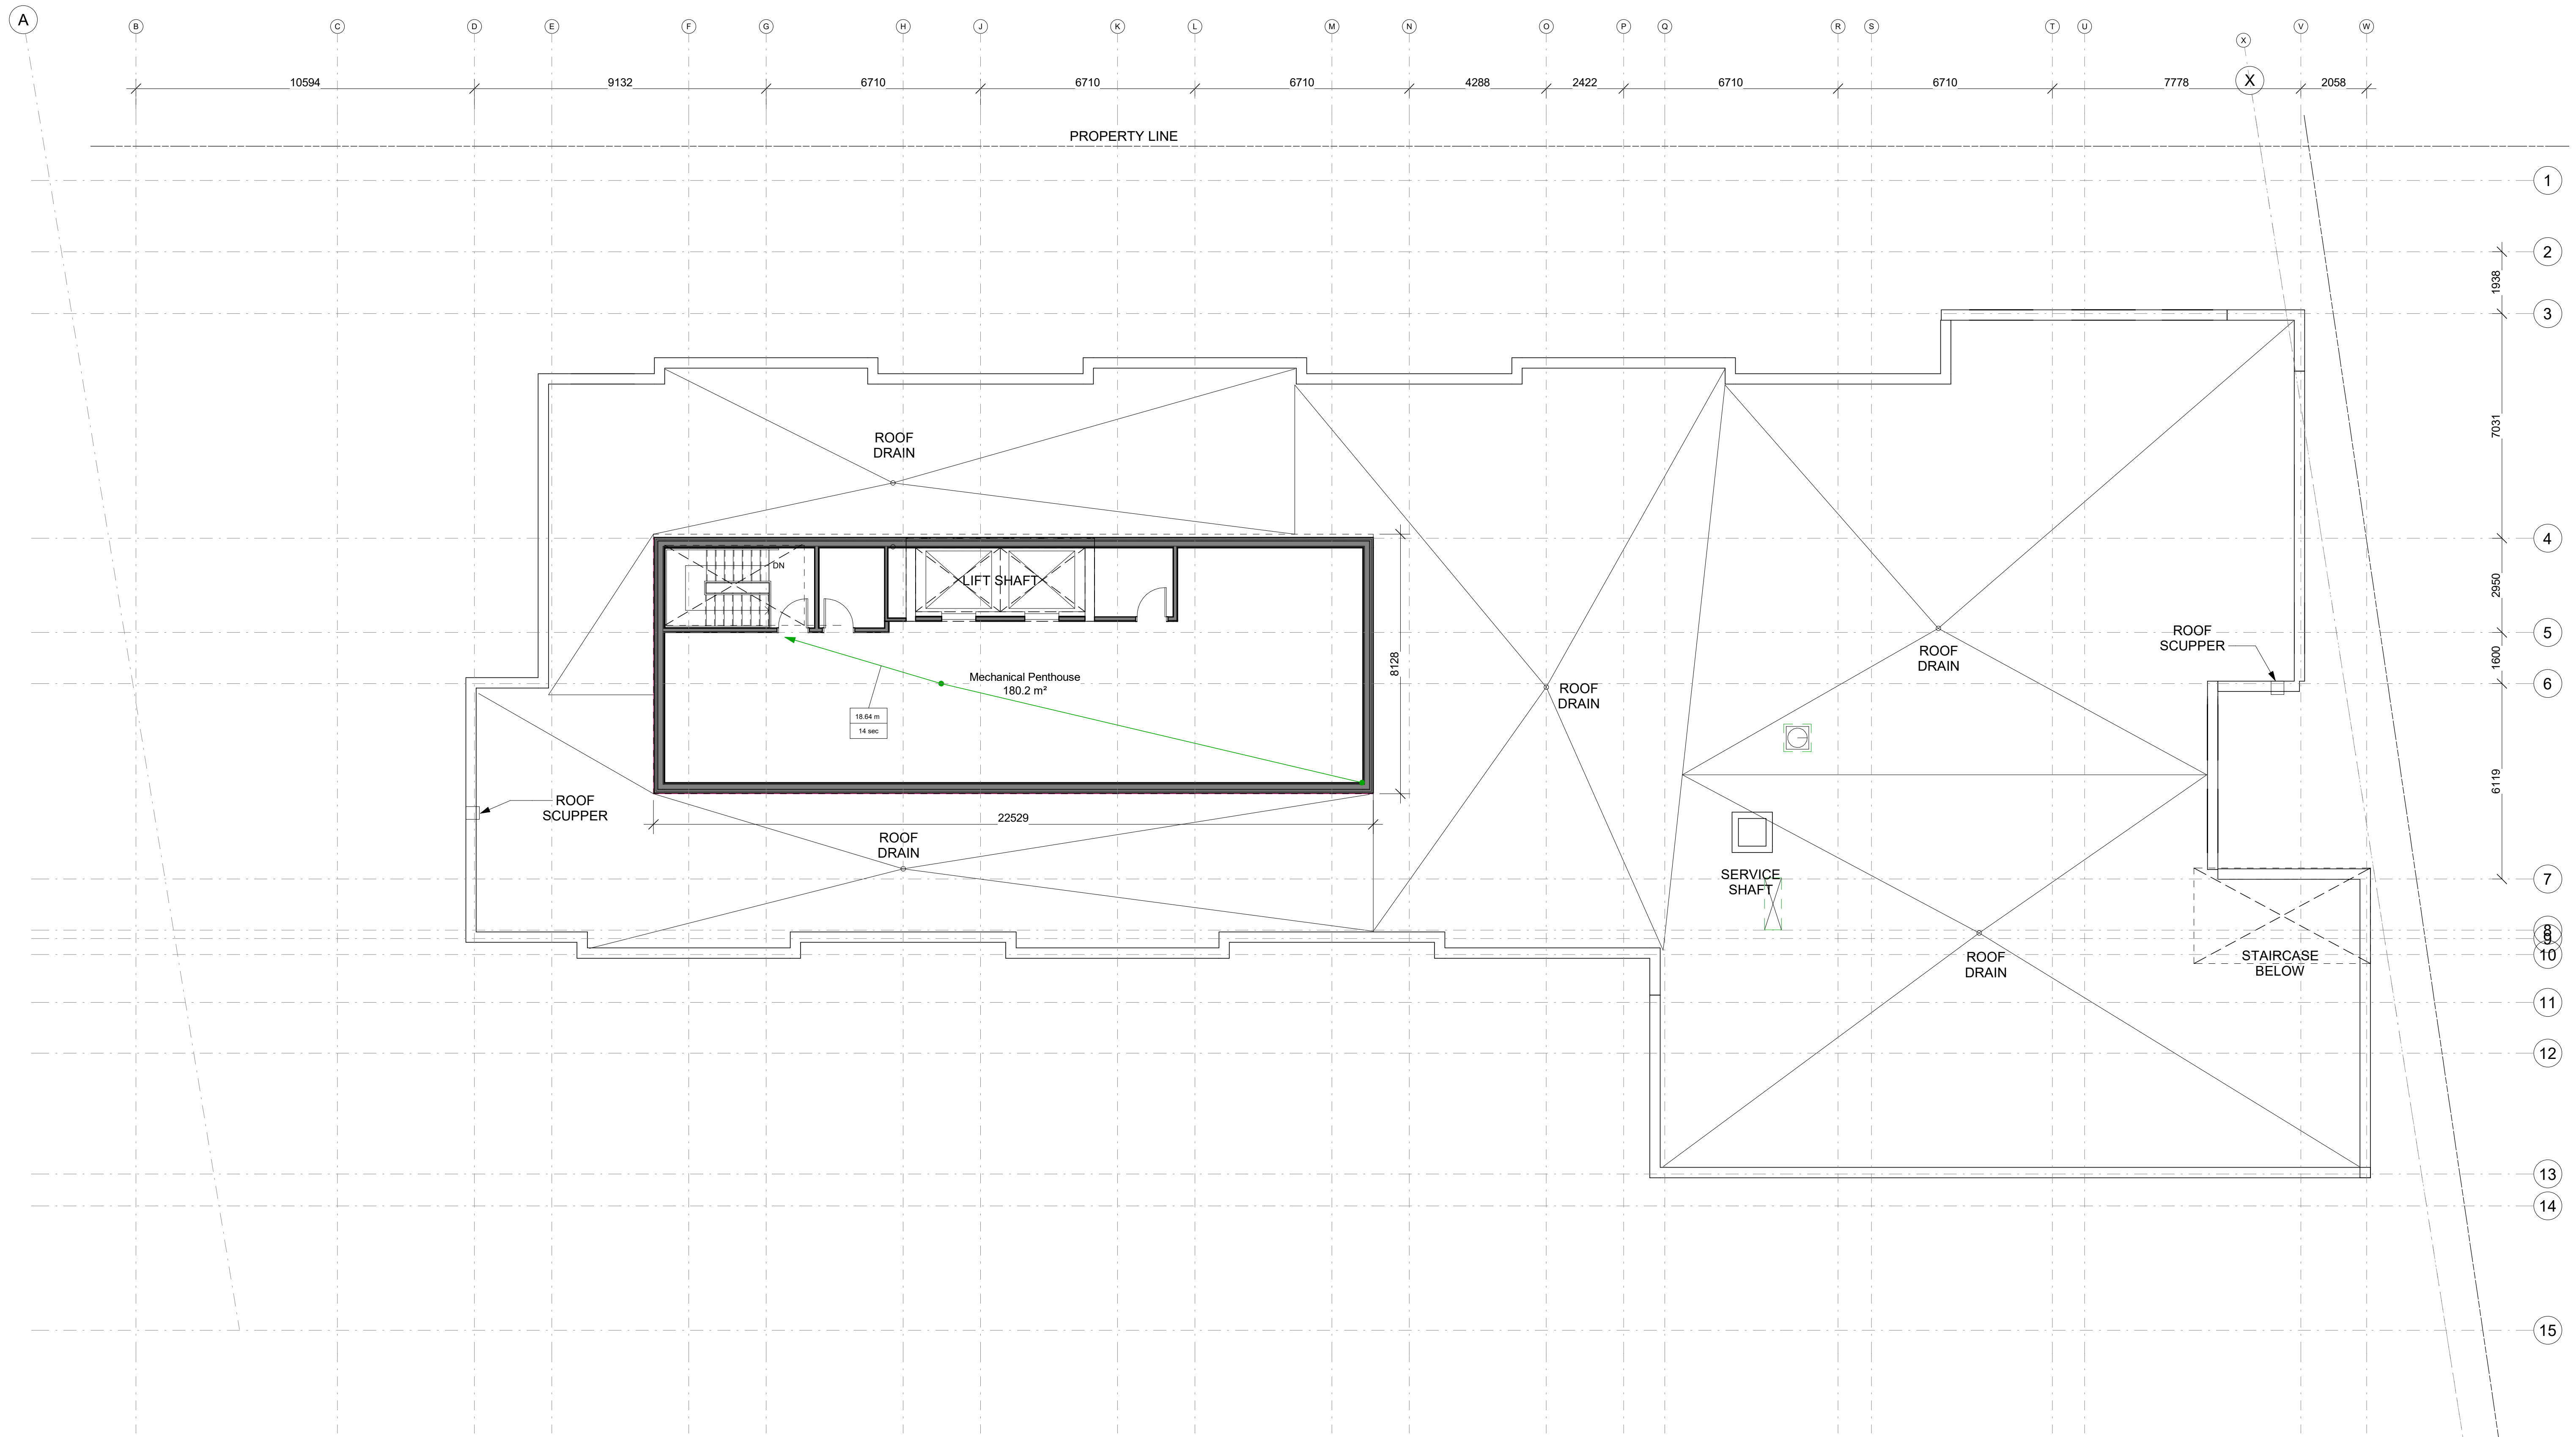 A
B
C
D
E
F
G
H
J
K
L
M
N
O
P
Q
R
S
T
U
X
V
W
X
10594
9132
6710
6710
6710
4288
2422
6710
6710
7778
2058
PROPERTY LINE
1
2
1938
3
7031
ROOF
DRAIN
4
DN
LIFT SHAFT
2950
5
ROOF
SCUPPER
ROOF
DRAIN
1600
8128
Mechanical Penthouse
180.2 m²
6
ROOF
DRAIN
18.64 m
14 sec
6119
ROOF
SCUPPER
22529
ROOF
DRAIN
SERVICE
SHAFT
7
8
9
10
STAIRCASE
BELOW
ROOF
DRAIN
11
12
13
14
15